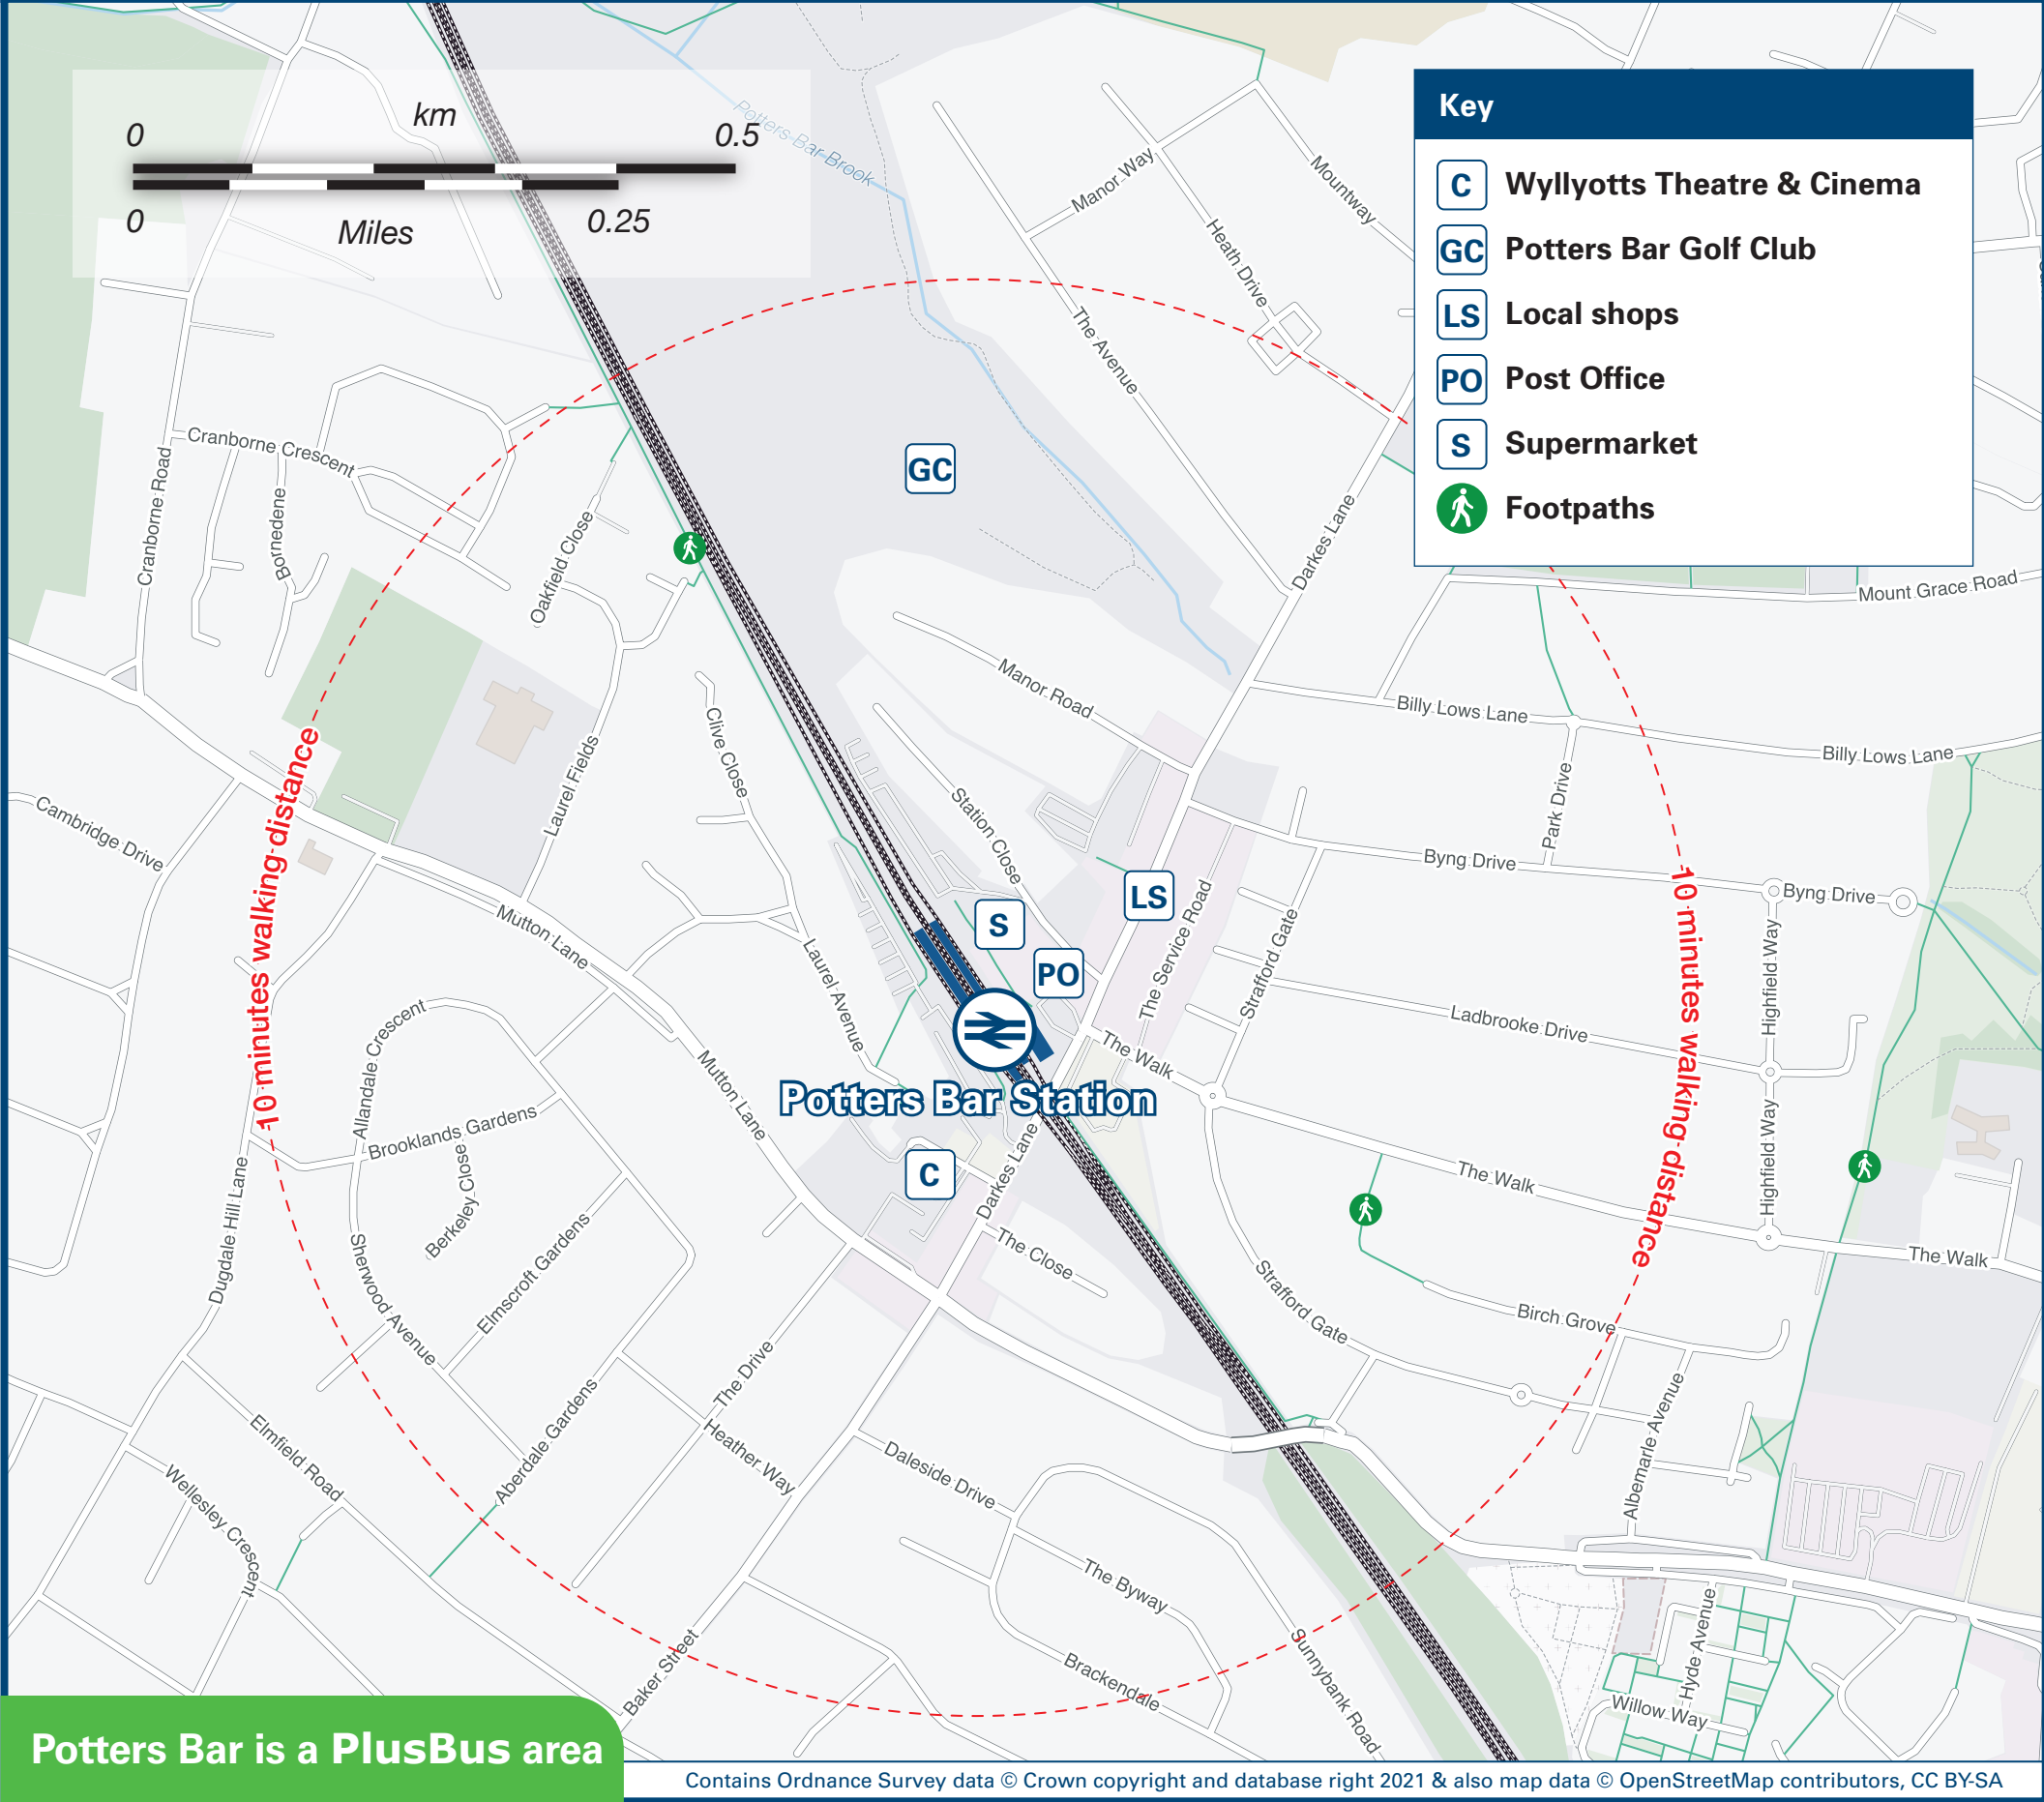 km
0
0.5
0
0.25
Miles
Key
C
Wyllyotts Theatre & Cinema
GC
Potters Bar Golf Club
LS
Local shops
PO
Post Office
S
Supermarket
Footpaths
Potters Bar Brook
Manor Way
Mountway
Heath Drive
The Avenue
Cranborne Crescent
Cranborne Road
Bornedene
Oakfield Close
GC
Darkes Lane
Mount Grace Road
Manor Road
Billy Lows Lane
Billy Lows Lane
Clive Close
Laurel Fields
Cambridge Drive
10 minutes walking distance
Station Close
Park Drive
Byng Drive
Byng Drive
10 minutes walking distance
LS
S
PO
The Service Road
Strafford Gate
Highfield Way
Mutton Lane
Laurel Avenue
Ladbrooke Drive
Allandale Crescent
The Walk
Mutton Lane
Potters Bar Station
Brooklands Gardens
Berkeley Close
C
Darkes Lane
The Walk
Highfield Way
The Walk
Dugdale Hill Lane
Sherwood Avenue
Elmscroft Gardens
The Close
Strafford Gate
Birch Grove
The Drive
Aberdale Gardens
Heather Way
Albemarle Avenue
Elmfield Road
Wellesley Crescent
Daleside Drive
The Byway
Brackendale
Baker Street
Sunnybank Road
Hyde Avenue
Willow Way
Potters Bar is a PlusBus area
Contains Ordnance Survey data © Crown copyright and database right 2021 & also map data © OpenStreetMap contributors, CC BY-SA